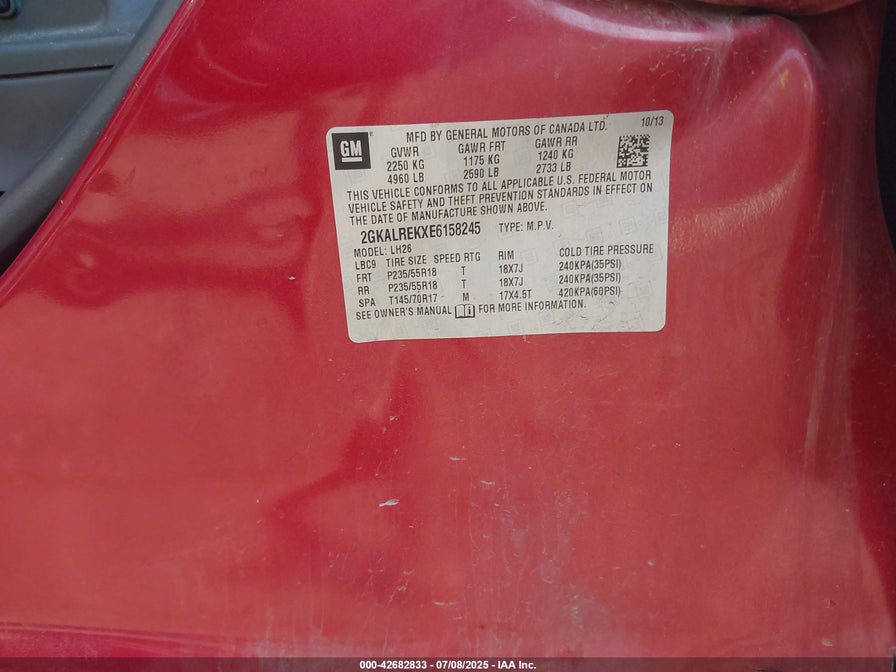 GM
MFD BY GENERAL MOTORS OF CANADA LTD. 10/13
GVWR GAWR FRT GAWR RR
2250 KG 1175 KG 1240 KG
4960 LB 2590 LB 2733 LB
THIS VEHICLE CONFORMS TO ALL APPLICABLE U.S. FEDERAL MOTOR
VEHICLE SAFETY AND THEFT PREVENTION STANDARDS IN EFFECT ON
THE DATE OF MANUFACTURE SHOWN ABOVE.
2GKALREKXE6158245 TYPE: M.P.V.
MODEL: LH26
LBC9 TIRE SIZE SPEED RTG RIM COLD TIRE PRESSURE
FRT P235/55R18 T 18X7J 240KPA(35PSI)
RR P235/55R18 T 18X7J 240KPA(35PSI)
SPA T145/70R17 M 17X4.5T 420KPA(60PSI)
SEE OWNER'S MANUAL FOR MORE INFORMATION.
000-42682833 - 07/08/2025 - IAA Inc.